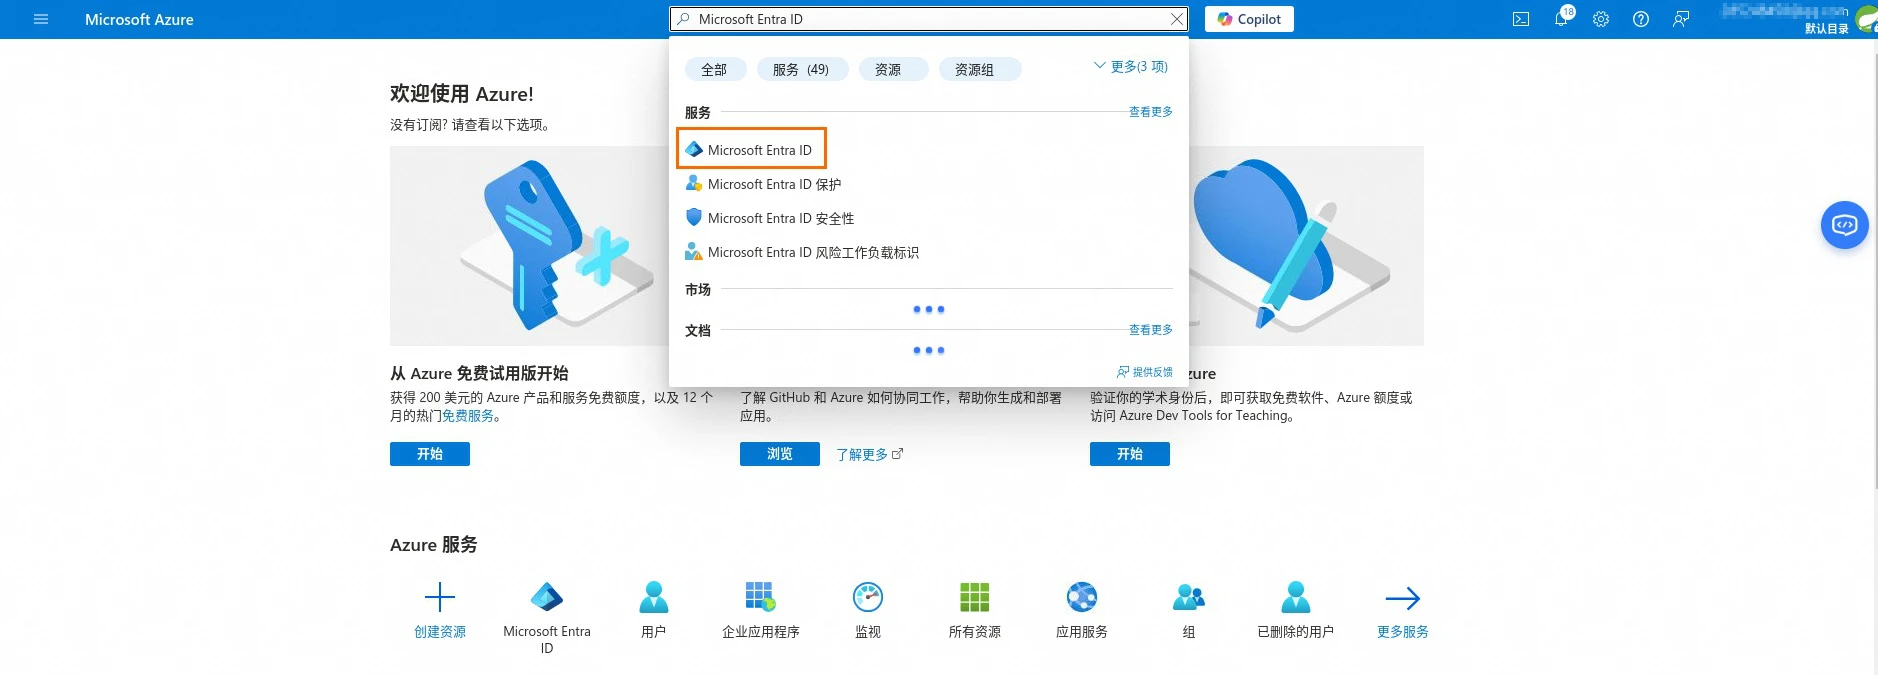 Microsoft Azure
Microsoft Entra ID
Copilot
18
默认目录
全部
服务 (49)
资源
资源组
更多(3 项)
服务
查看更多
Microsoft Entra ID
Microsoft Entra ID 保护
Microsoft Entra ID 安全性
Microsoft Entra ID 风险工作负载标识
市场
文档
查看更多
提供反馈
欢迎使用 Azure!
没有订阅? 请查看以下选项。
从 Azure 免费试用版开始
获得 200 美元的 Azure 产品和服务免费额度，以及 12 个
月的热门免费服务。
开始
了解 GitHub 和 Azure 如何协同工作，帮助你生成和部署
应用。
浏览
了解更多
zure
验证你的学术身份后，即可获取免费软件、Azure 额度或
访问 Azure Dev Tools for Teaching。
开始
Azure 服务
创建资源
Microsoft Entra
ID
用户
企业应用程序
监视
所有资源
应用服务
组
已删除的用户
更多服务